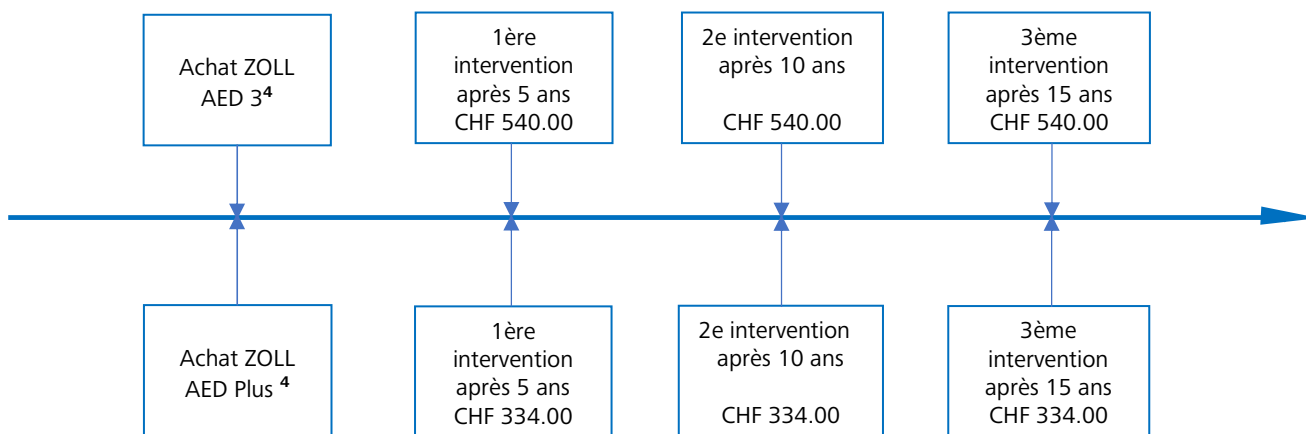 Achat ZOLL
AED 3⁴
1ère
intervention
après 5 ans
CHF 540.00
2e intervention
après 10 ans
CHF 540.00
3ème
intervention
après 15 ans
CHF 540.00
Achat ZOLL
AED Plus ⁴
1ère
intervention
après 5 ans
CHF 334.00
2e intervention
après 10 ans
CHF 334.00
3ème
intervention
après 15 ans
CHF 334.00